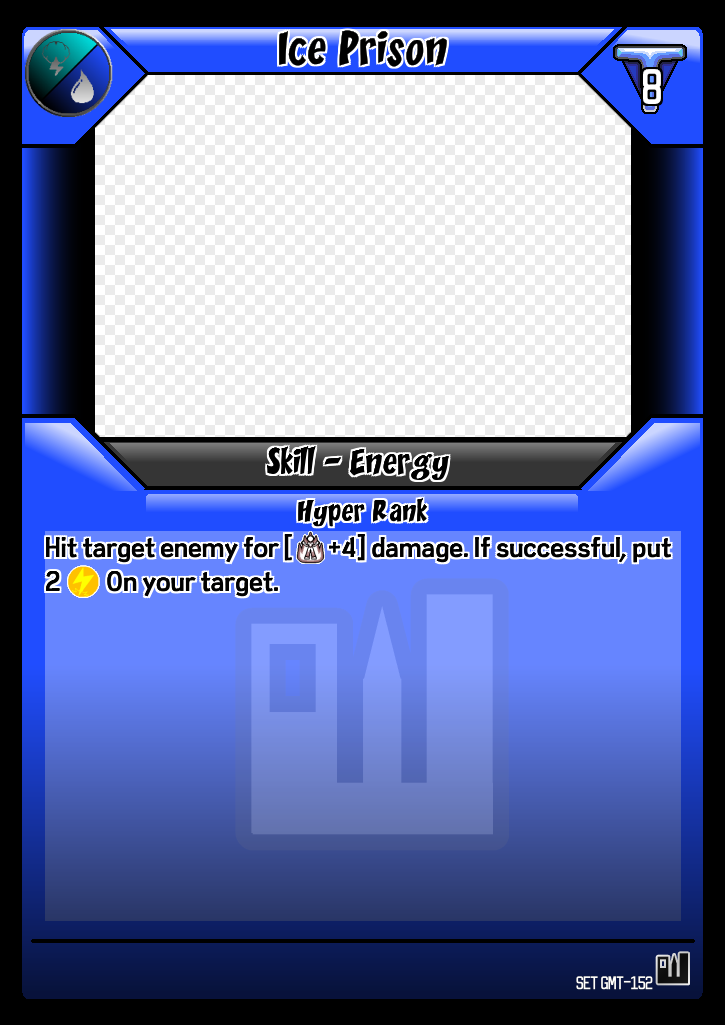 Ice Prison
8
Skill - Energy
Hyper Rank
Hit target enemy for [ +4] damage. If successful, put
2 On your target.
SET GMT-152